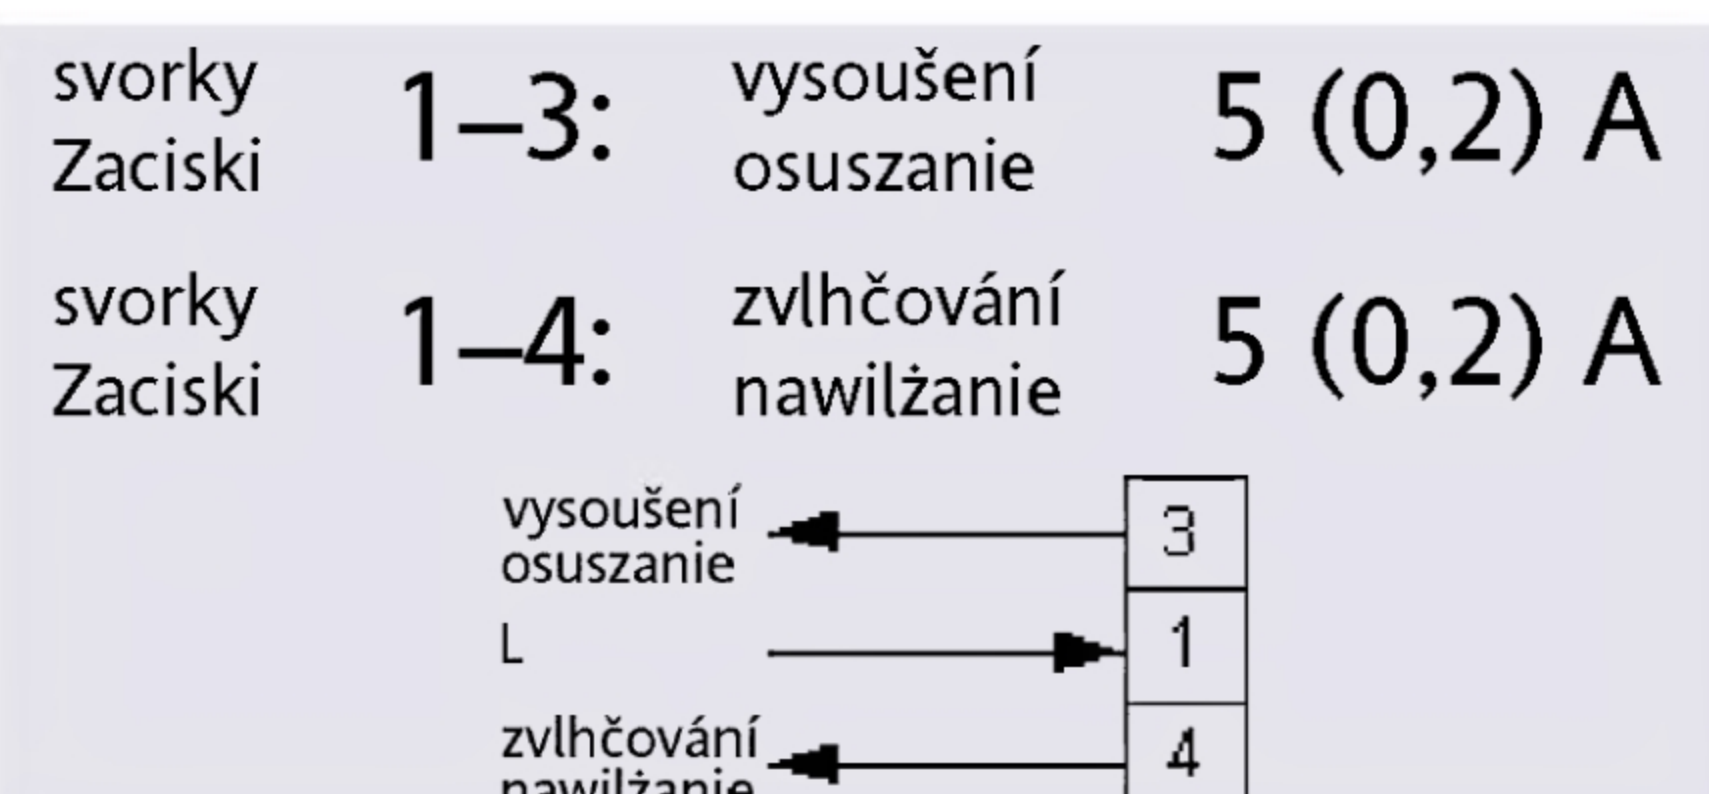 svorky
Zaciski
1–3:
vysoušení
osuszanie
5 (0,2) A
svorky
Zaciski
1–4:
zvlhčování
nawilżanie
5 (0,2) A
vysoušení
osuszanie
3
L
1
zvlhčování
nawilżanie
4